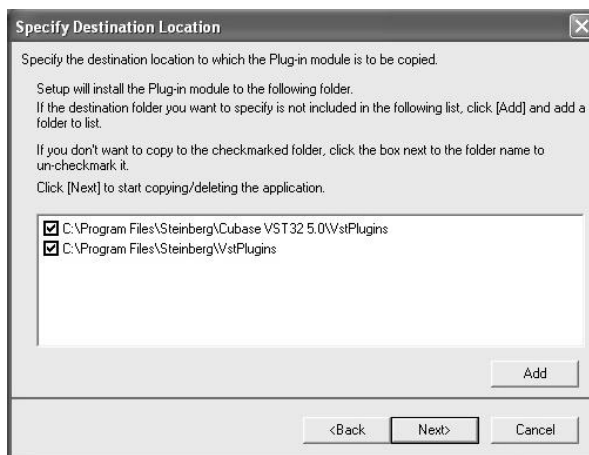 Specify Destination Location
Specify the destination location to which the Plug-in module is to be copied.
Setup will install the Plug-in module to the following folder.
If the destination folder you want to specify is not included in the following list, click [Add] and add a
folder to list.
If you don't want to copy to the checkmarked folder, click the box next to the folder name to
un-checkmark it.
Click [Next] to start copying/deleting the application.
C:\Program Files\Steinberg\Cubase VST32 5.0\VstPlugins
C:\Program Files\Steinberg\VstPlugins
Add
<Back Next> Cancel